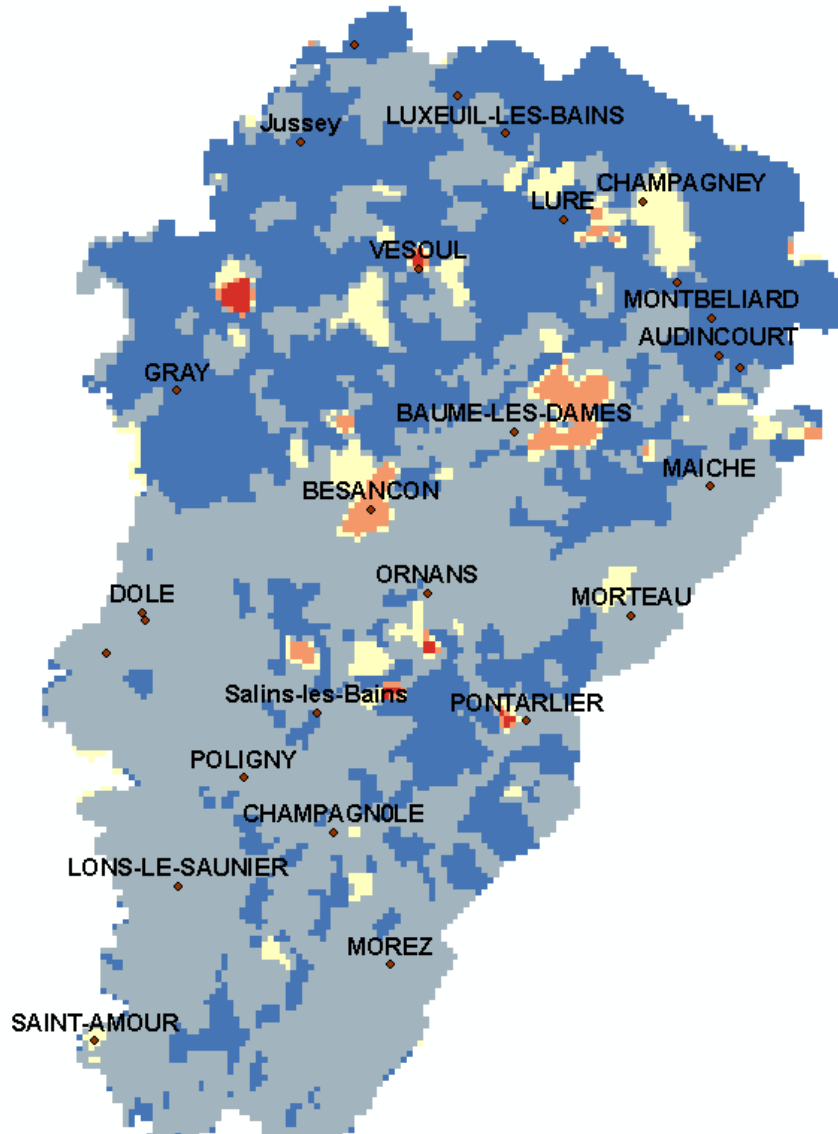 LUXEUIL-LES-BAINS
Jussey
CHAMPAGNEY
LURE
VESOUL
MONTBELIARD
AUDINCOURT
GRAY
BAUME-LES-DAMES
MAICHE
BESANCON
ORNANS
DOLE
MORTEAU
Salins-les-Bains
PONTARLIER
POLIGNY
CHAMPAGN0LE
LONS-LE-SAUNIER
MOREZ
SAINT-AMOUR